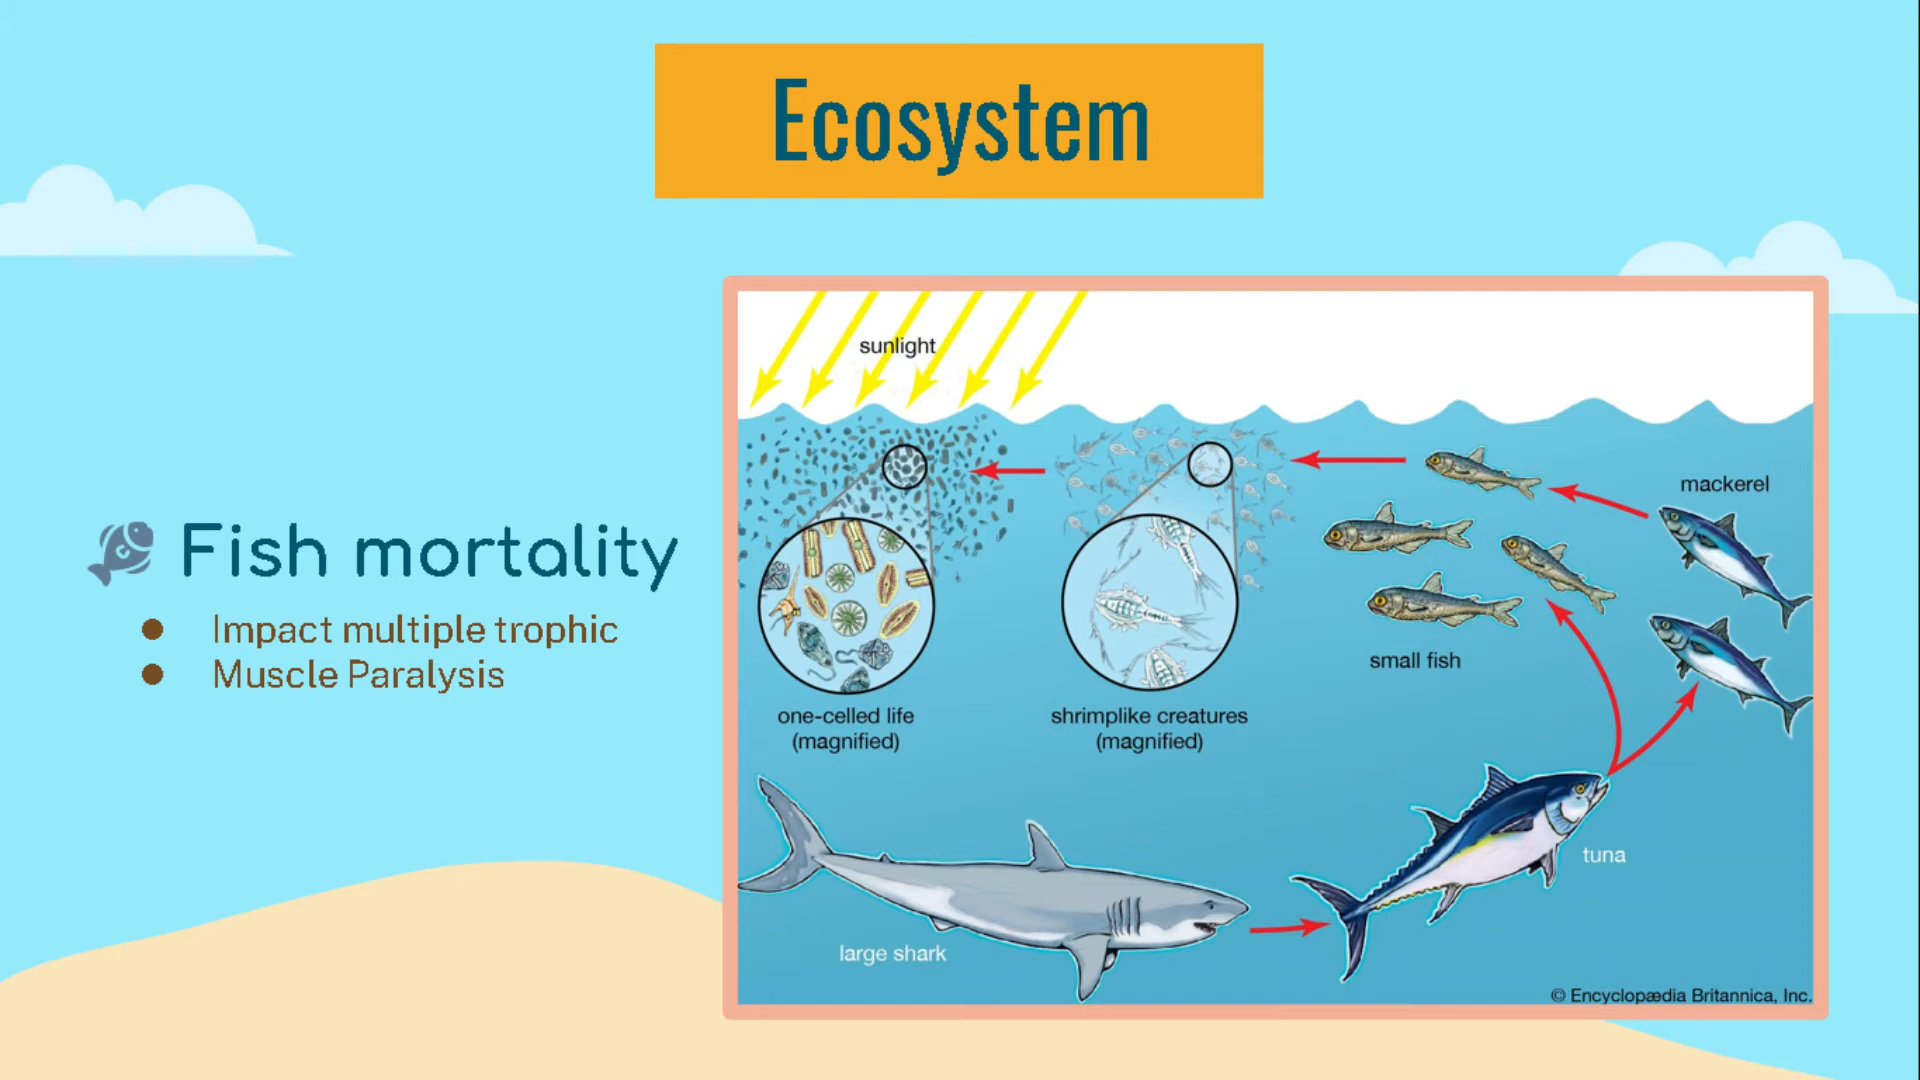 Ecosystem
Fish mortality
● Impact multiple trophic
● Muscle Paralysis
sunlight
mackerel
small fish
one-celled life
(magnified)
shrimplike creatures
(magnified)
tuna
large shark
© Encyclopædia Britannica, Inc.